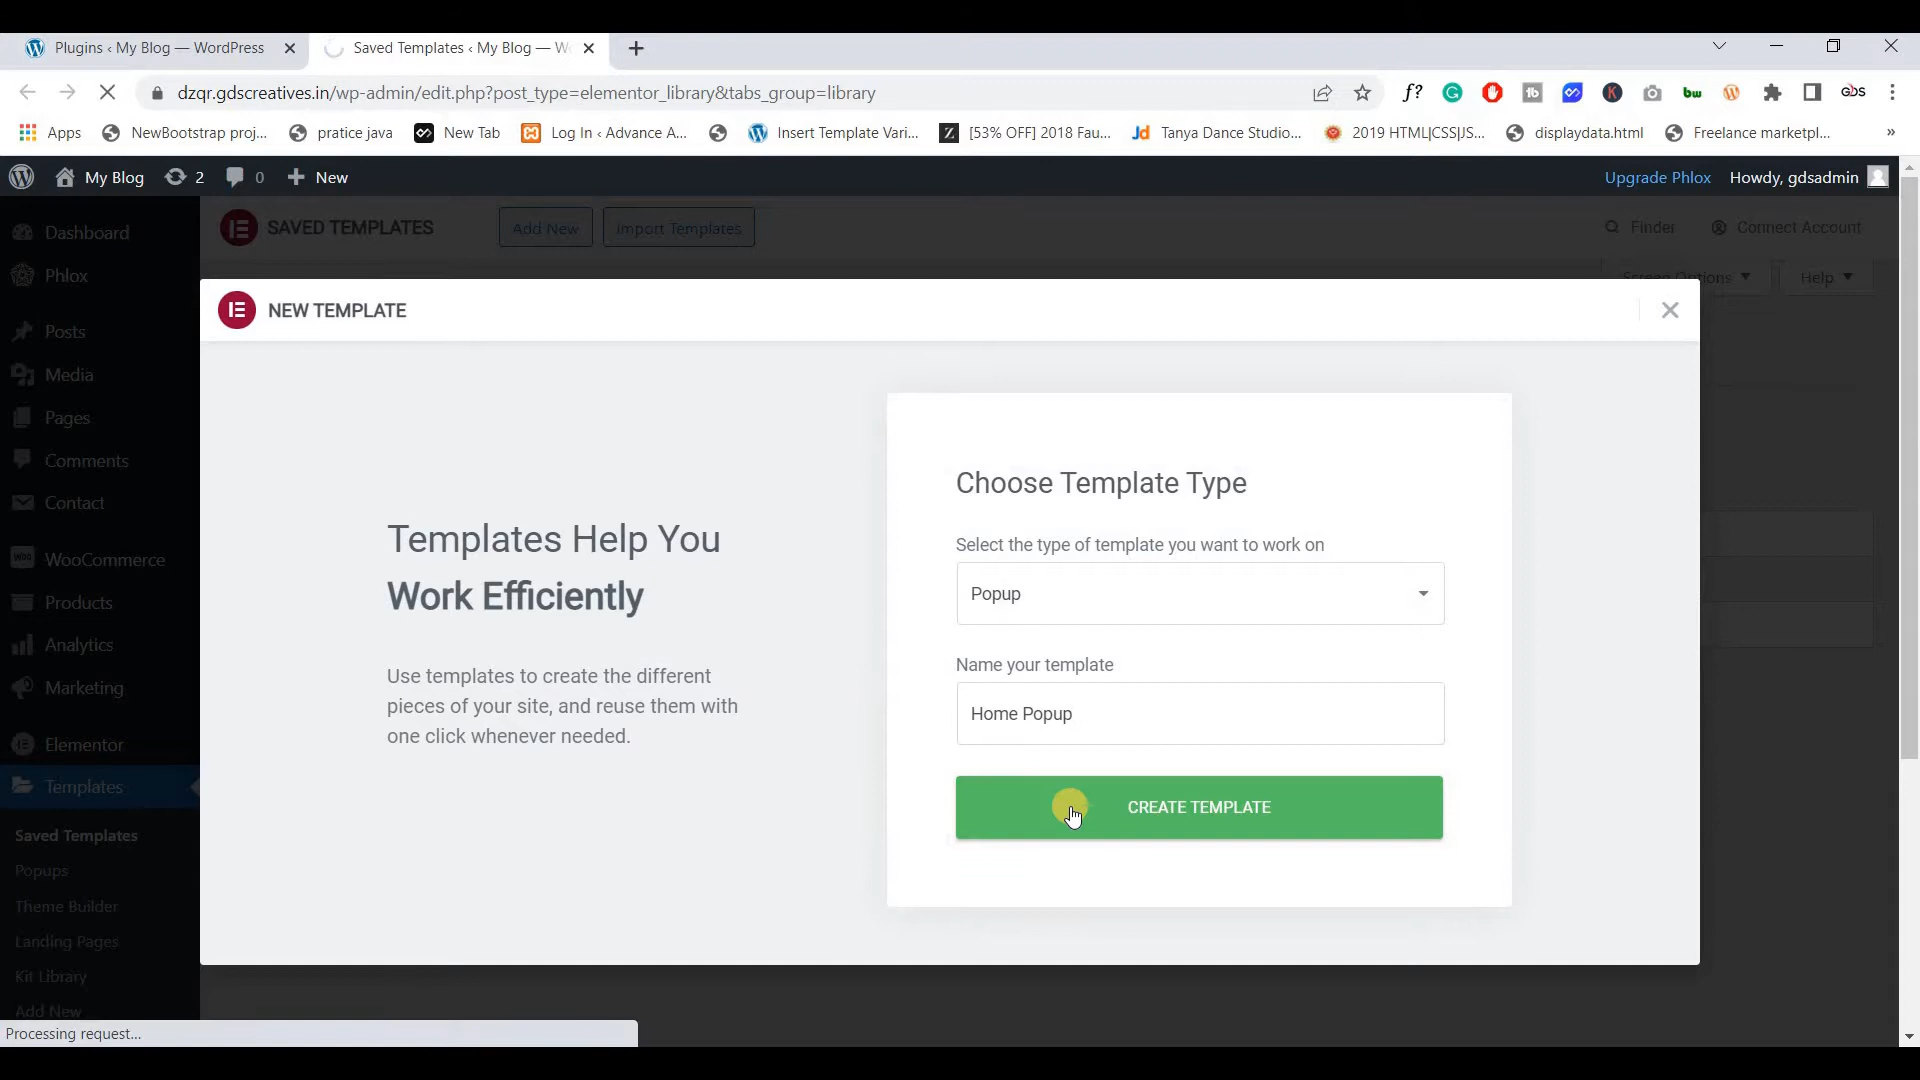 Plugins ‹ My Blog — WordPress
Saved Templates ‹ My Blog — W
dzqr.gdscreatives.in/wp-admin/edit.php?post_type=elementor_library&tabs_group=library
Apps
NewBootstrap proj...
pratice java
New Tab
Log In ‹ Advance A...
Insert Template Vari...
[53% OFF] 2018 Fau...
Tanya Dance Studio...
2019 HTML|CSS|JS...
displaydata.html
Freelance marketpl...
»
My Blog
2
0
New
Upgrade Phlox
Howdy, gdsadmin
SAVED TEMPLATES
Add New
Import Templates
Finder
Connect Account
Screen Options
Help
Dashboard
Phlox
Posts
Media
Pages
Comments
Contact
WooCommerce
Products
Analytics
Marketing
Elementor
Templates
Saved Templates
Popups
Theme Builder
Landing Pages
Kit Library
Add New
NEW TEMPLATE
Templates Help You
Work Efficiently
Use templates to create the different
pieces of your site, and reuse them with
one click whenever needed.
Choose Template Type
Select the type of template you want to work on
Popup
Name your template
Home Popup
CREATE TEMPLATE
Processing request...